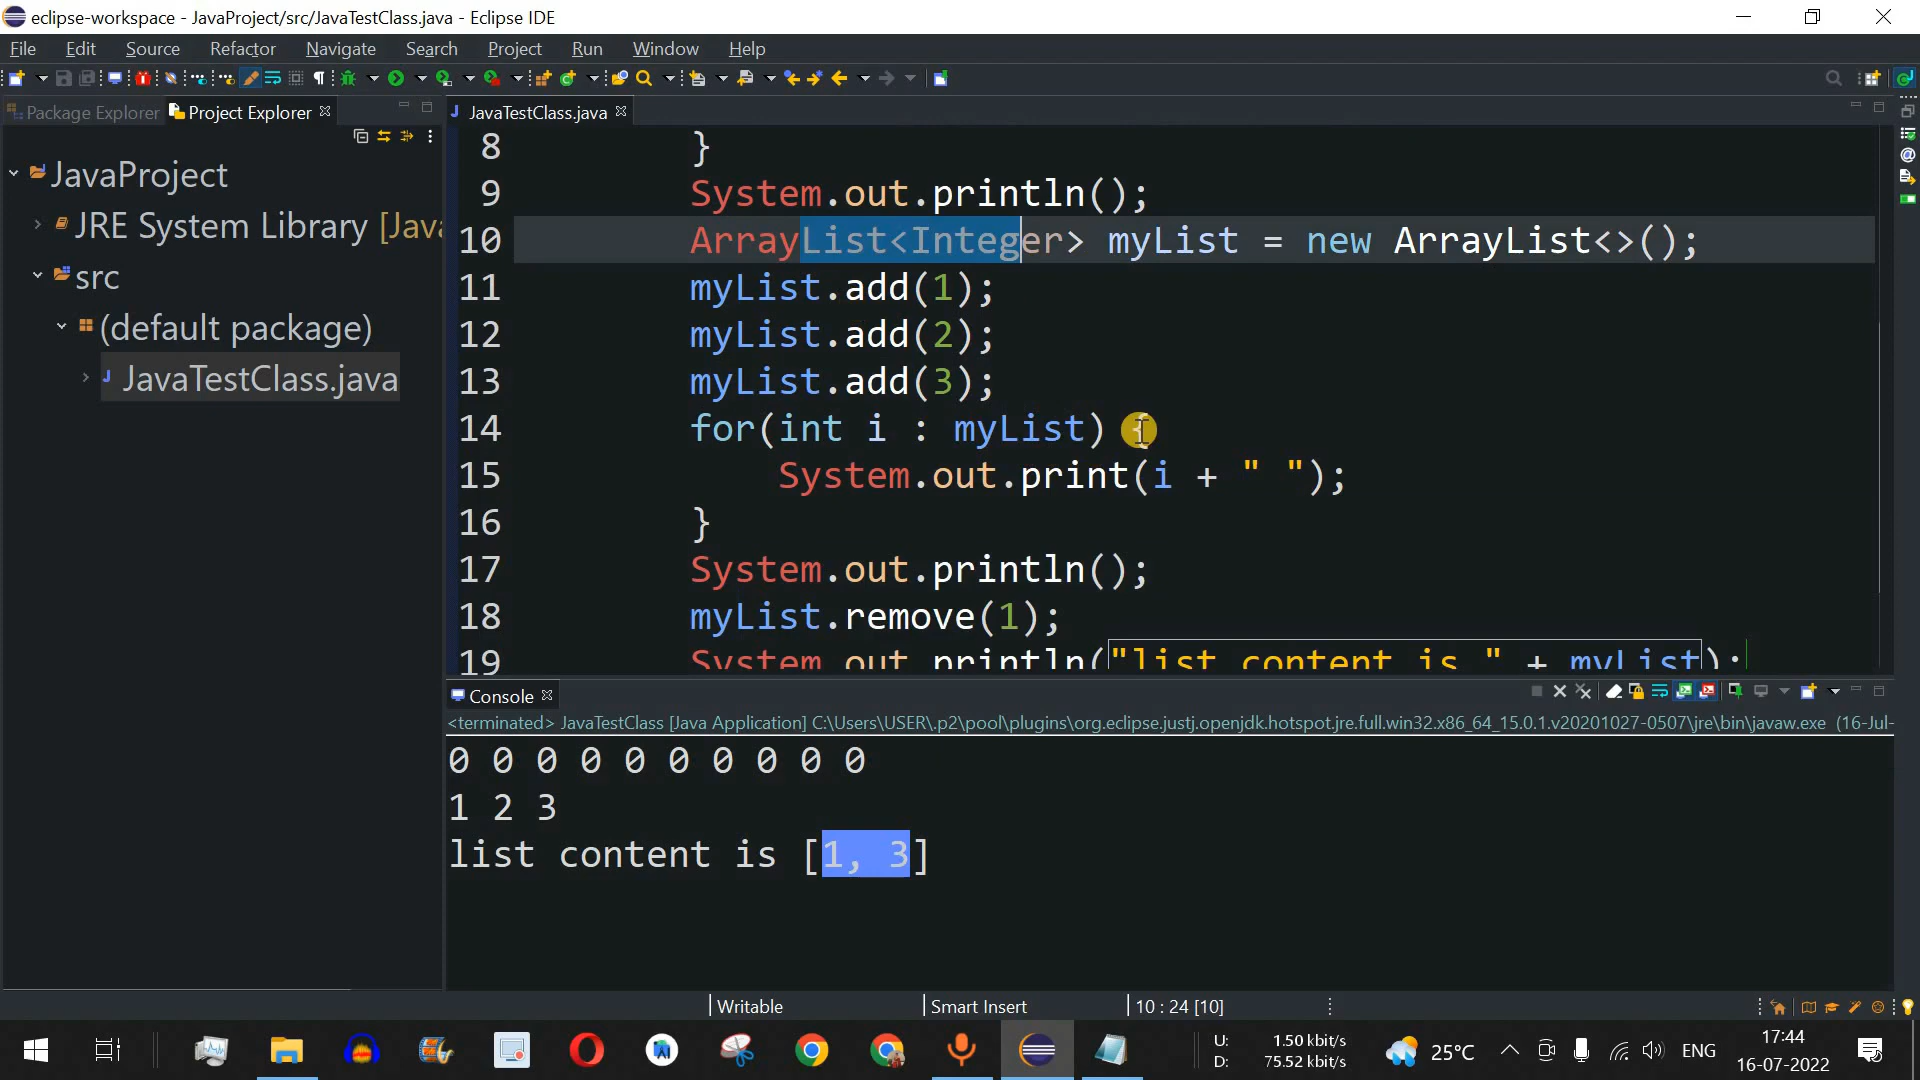 eclipse-workspace - JavaProject/src/JavaTestClass.java - Eclipse IDE
File Edit Source Refactor Navigate Search Project Run Window Help
Package Explorer Project Explorer JavaTestClass.java
JavaProject
JRE System Library [Java
src
(default package)
JavaTestClass.java
8 }
9 System.out.println();
10 ArrayList<Integer> myList = new ArrayList<>();
11 myList.add(1);
12 myList.add(2);
13 myList.add(3);
14 for(int i : myList) {
15 System.out.print(i + " ");
16 }
17 System.out.println();
18 myList.remove(1);
19 System.out.println("list content is " + myList);
Console
<terminated> JavaTestClass [Java Application] C:\Users\USER\.p2\pool\plugins\org.eclipse.justj.openjdk.hotspot.jre.full.win32.x86_64_15.0.1.v20201027-0507\jre\bin\javaw.exe (16-Jul-
0 0 0 0 0 0 0 0 0 0
1 2 3
list content is [1, 3]
Writable Smart Insert 10 : 24 [10]
U: 1.50 kbit/s
D: 75.52 kbit/s
25°C
ENG
17:44
16-07-2022